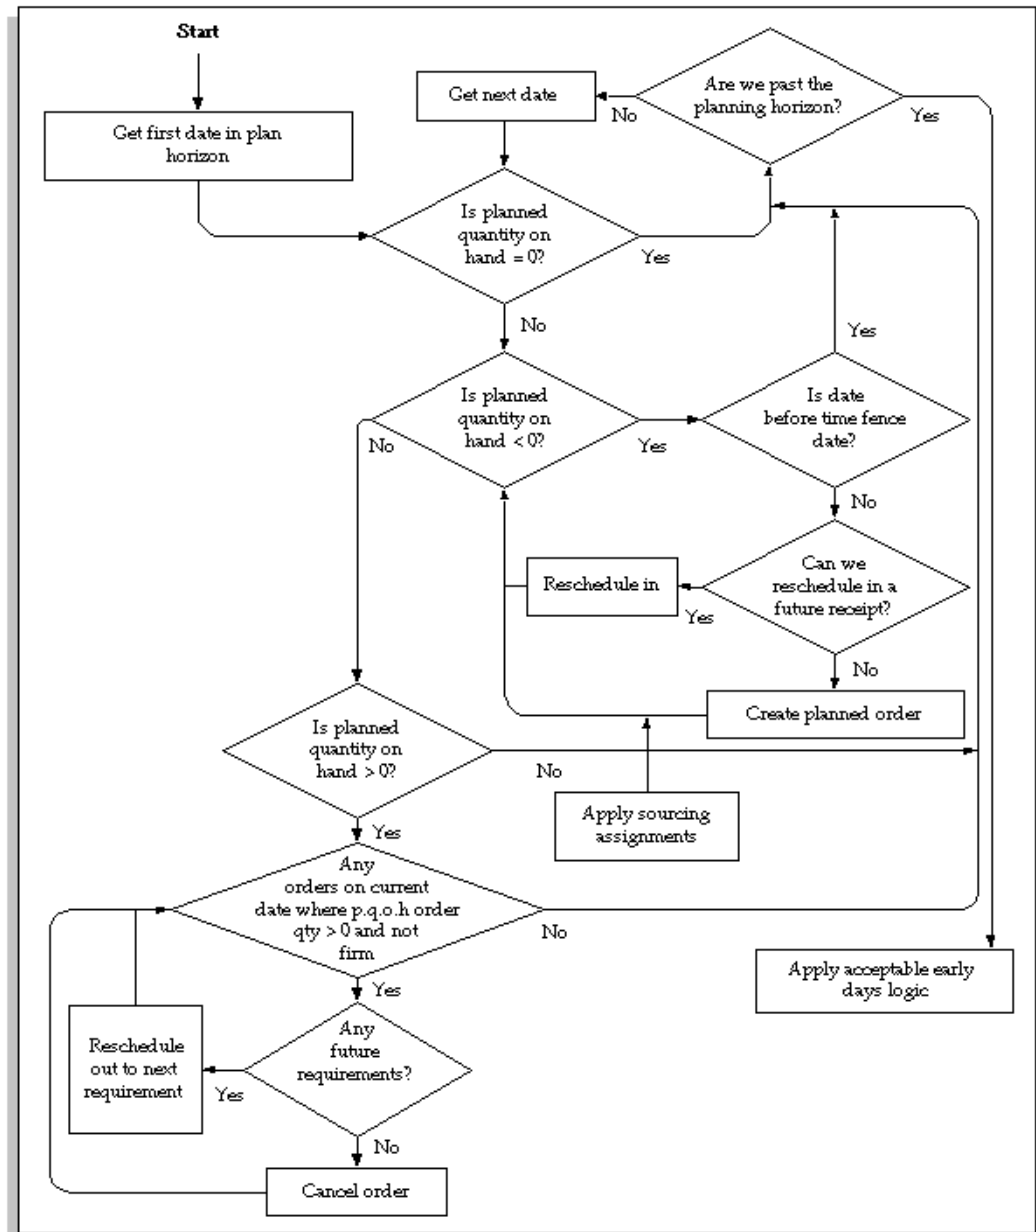 Start
Get first date in plan
horizon
Get next date
Are we past the
planning horizon?
No
Yes
Is planned
quantity on
hand = 0?
Yes
No
Yes
Is planned
quantity on
hand < 0?
No
Yes
Is date
before time fence
date?
No
Reschedule in
Can we
reschedule in a
future receipt?
Yes
No
Create planned order
Is planned
quantity on
hand > 0?
No
Yes
Apply sourcing
assignments
Any
orders on current
date where p.q.o.h order
qty > 0 and not
firm
No
Yes
Apply acceptable early
days logic
Any
future
requirements?
Reschedule
out to next
requirement
Yes
No
Cancel order